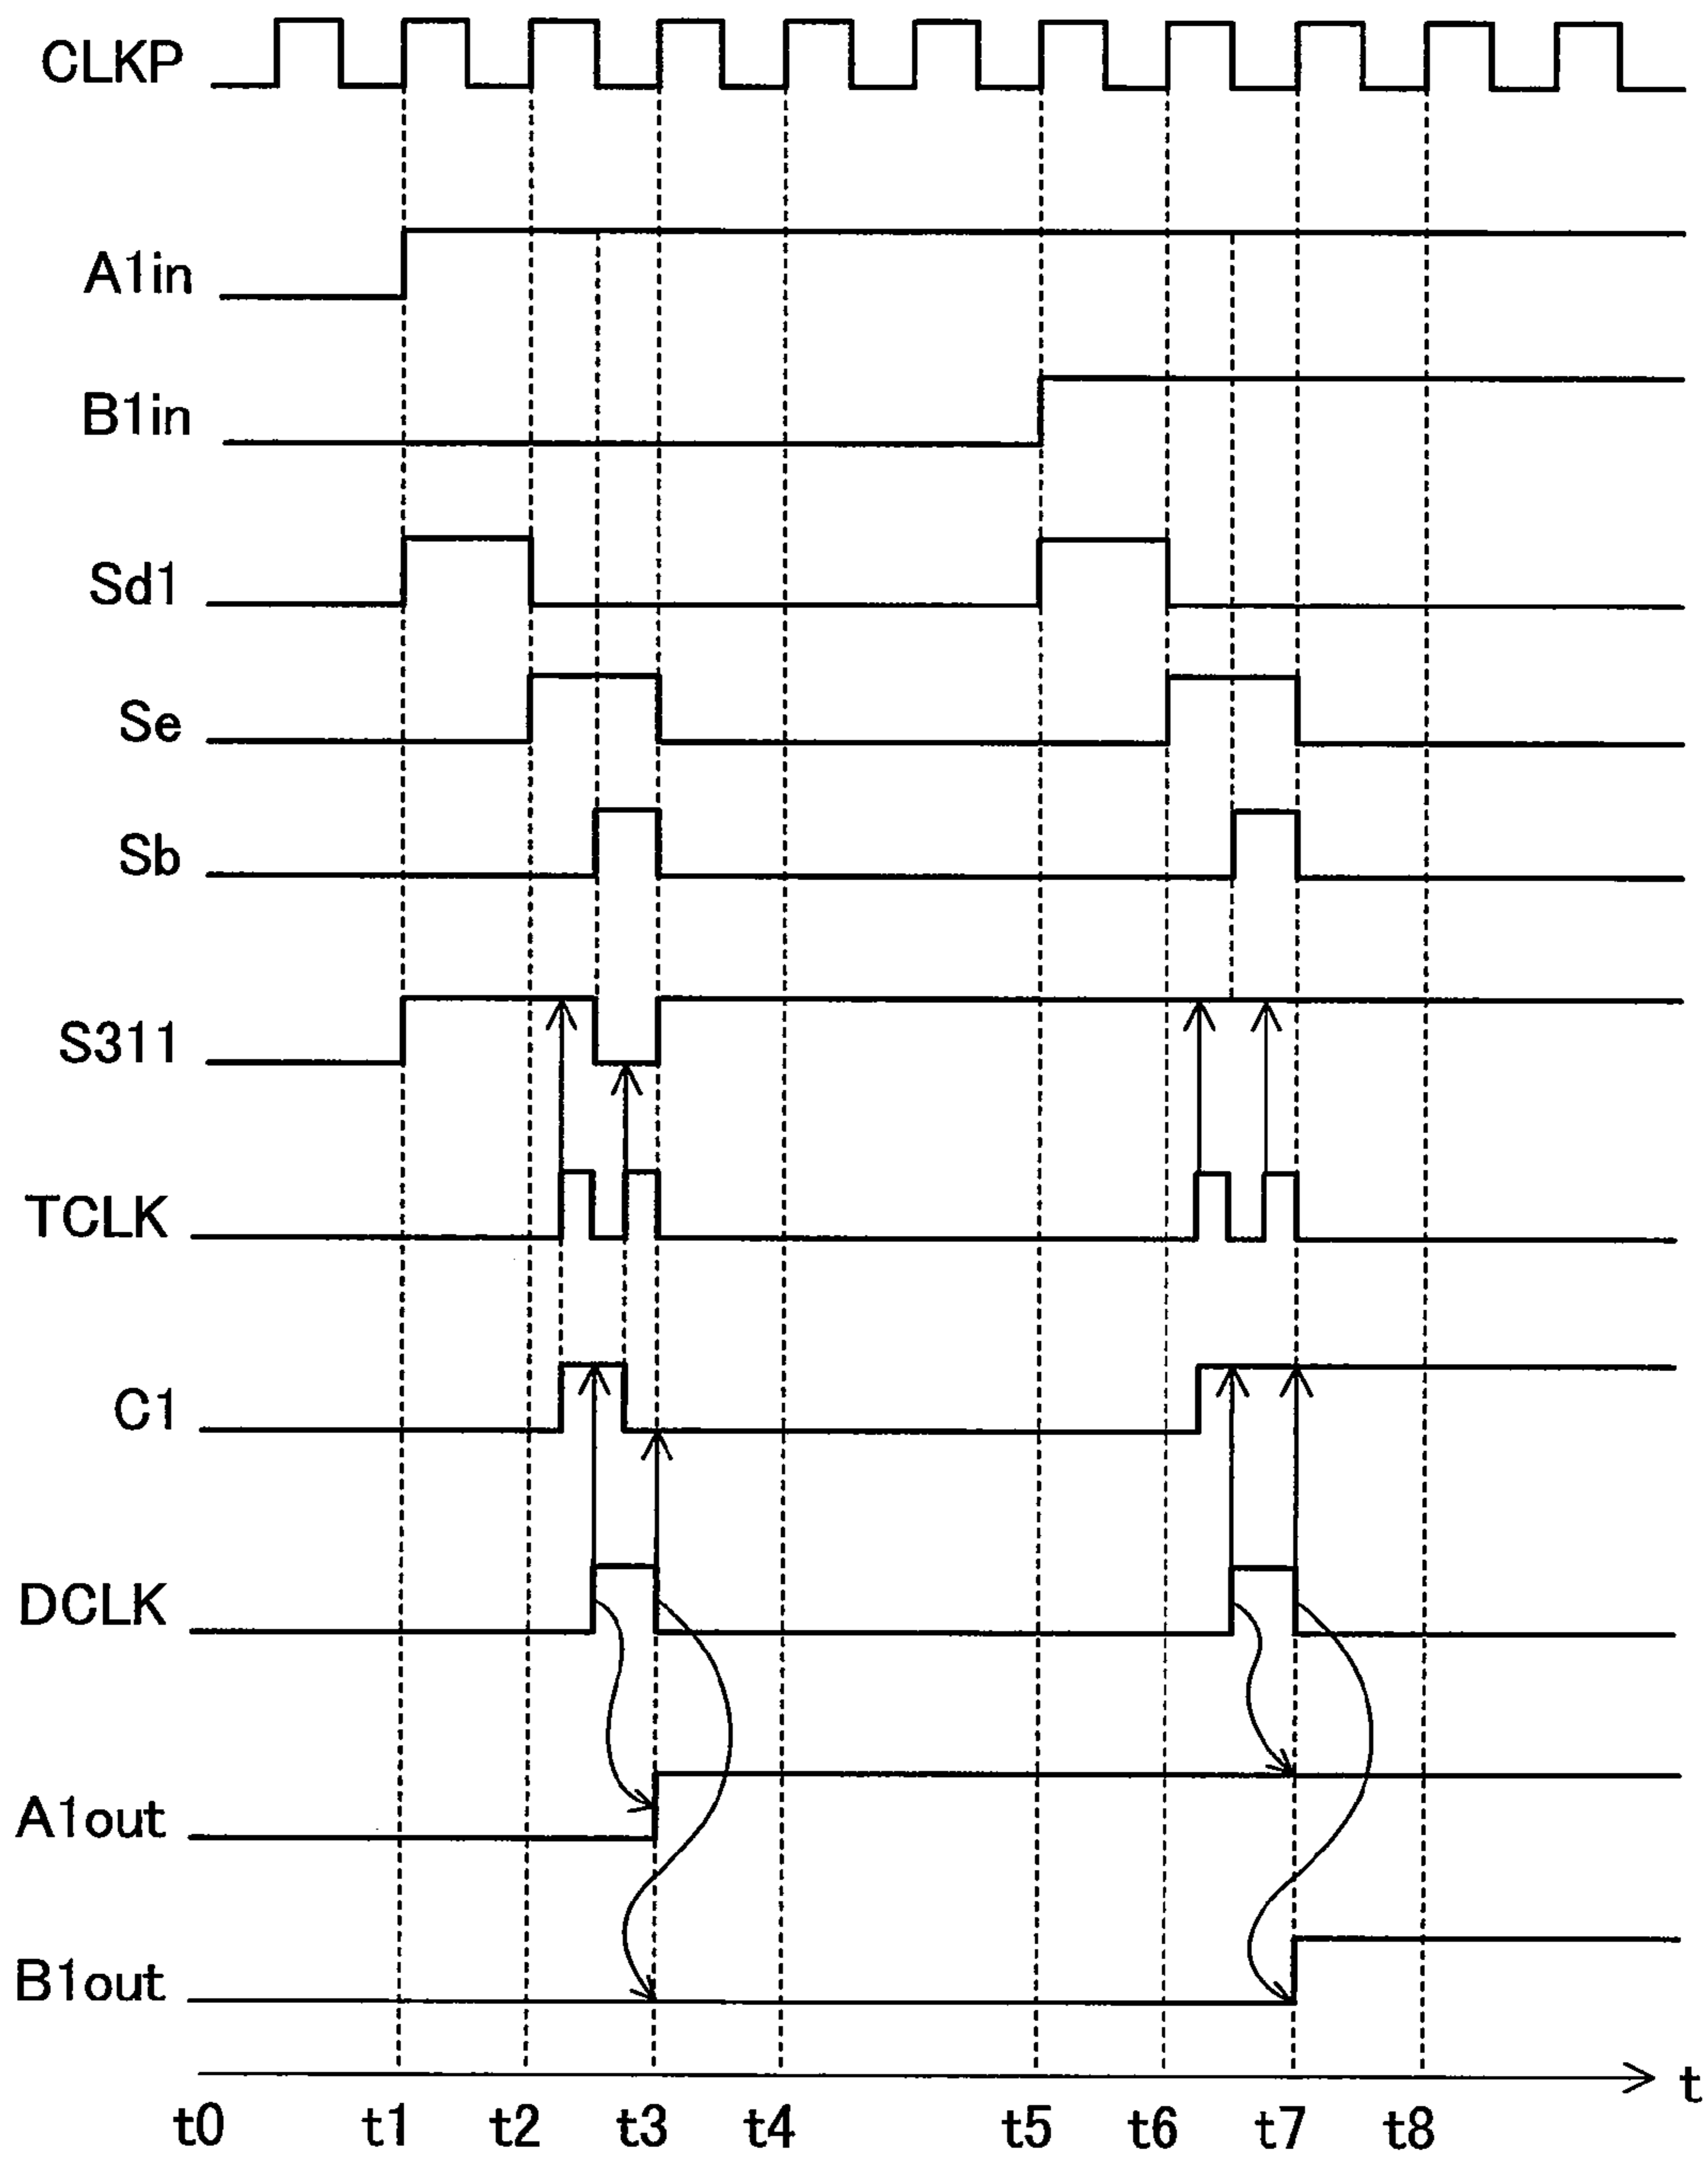 CLKP
A1in
B1in
Sd1
Se
Sb
S311
TCLK
C1
DCLK
A1out
B1out
t
t0 t1 t2 t3 t4 t5 t6 t7 t8